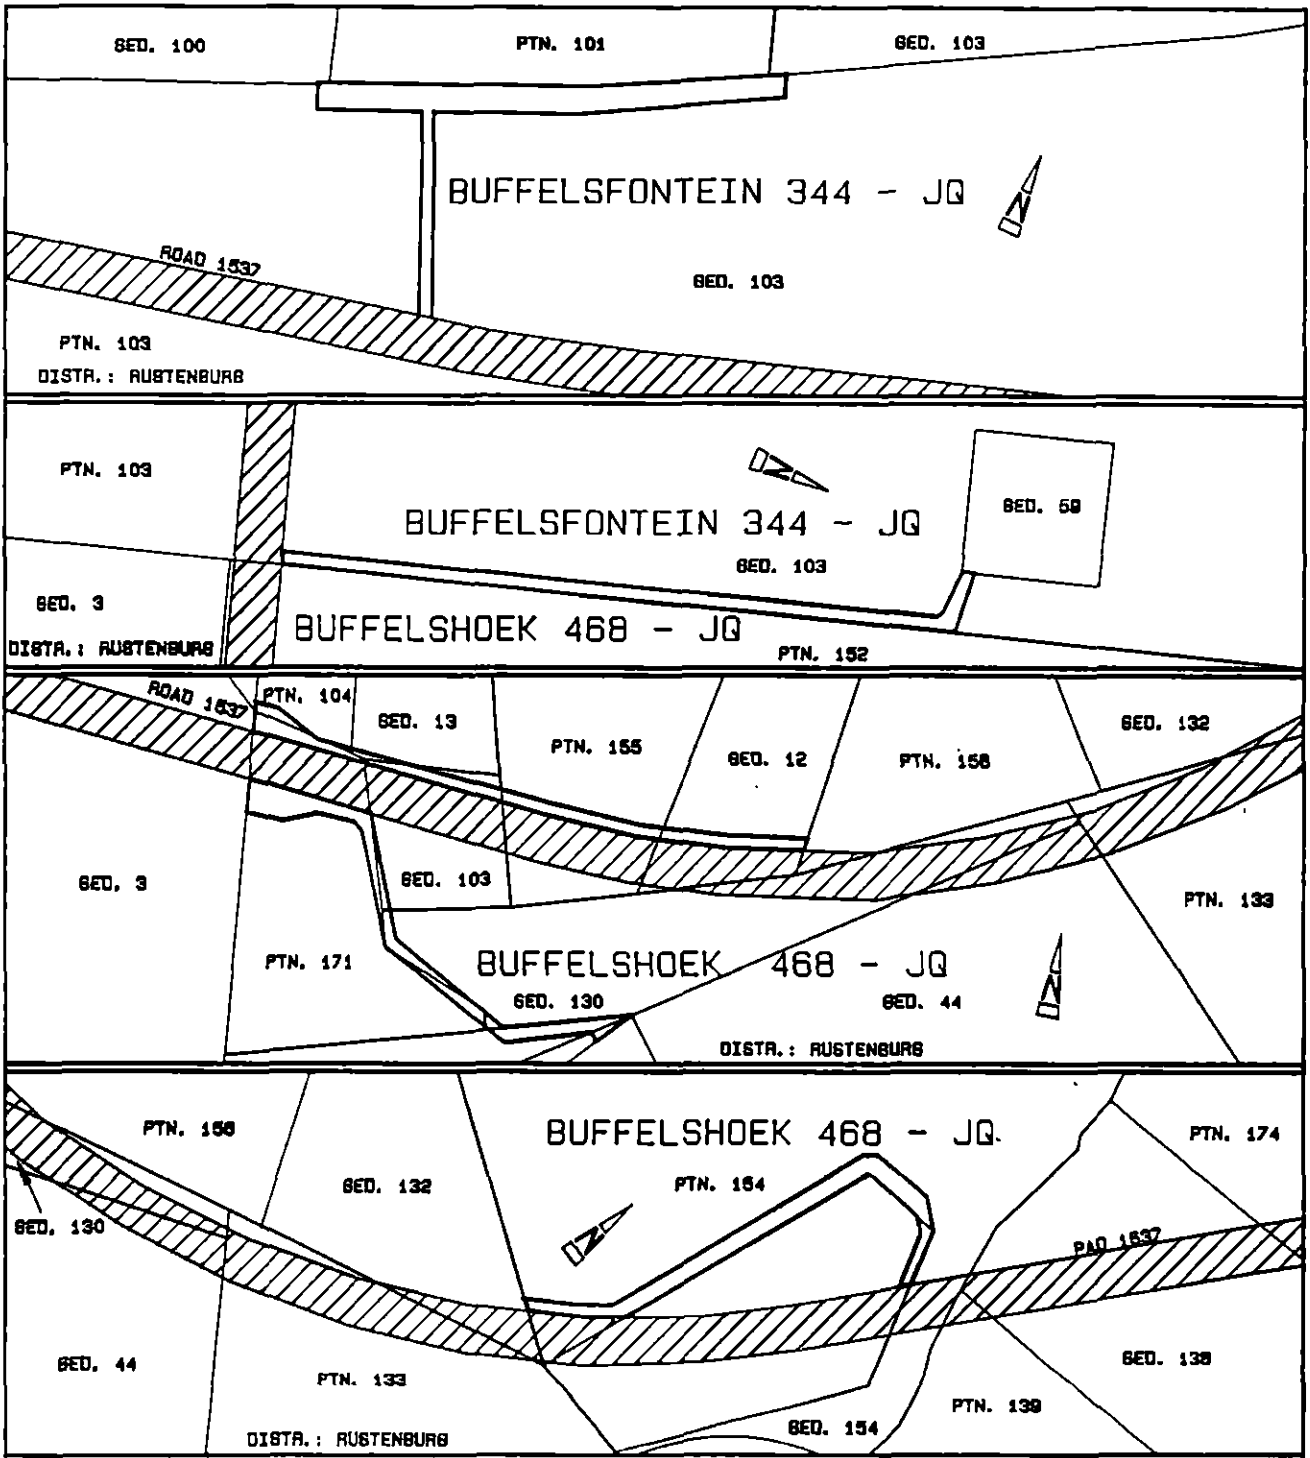 GED. 100
PTN. 101
GED. 103
BUFFELSFONTEIN 344 - JQ
N
ROAD 1537
GED. 103
PTN. 103
DISTR.: RUSTENBURG
PTN. 103
N
GED. 59
BUFFELSFONTEIN 344 - JQ
GED. 103
GED. 3
BUFFELSHOEK 468 - JQ
DISTR.: RUSTENBURG
PTN. 152
ROAD 1537
PTN. 104
GED. 13
PTN. 155
GED. 12
PTN. 156
GED. 132
GED. 3
GED. 103
PTN. 133
PTN. 171
BUFFELSHOEK 468 - JQ
GED. 130
GED. 44
N
DISTR.: RUSTENBURG
PTN. 156
BUFFELSHOEK 468 - JQ
PTN. 174
GED. 132
PTN. 154
GED. 130
N
PAD 1537
GED. 44
PTN. 133
GED. 138
PTN. 139
GED. 154
DISTR.: RUSTENBURG